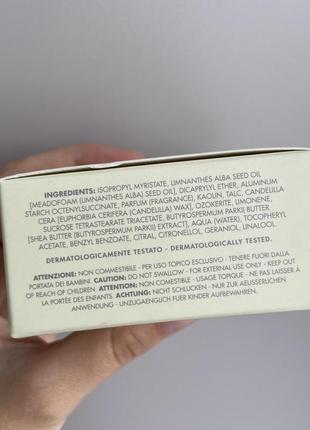 INGREDIENTS: ISOPROPYL MYRISTATE, LIMNANTHES ALBA SEED OIL
[MEADOFOAM (LIMNANTHES ALBA) SEED OIL], DICAPRYLYL ETHER, ALUMINUM
STARCH OCTENYLSUCCINATE, PARFUM (FRAGRANCE), KAOLIN, TALC, CANDELILLA
CERA [EUPHORBIA CERIFERA (CANDELILLA) WAX], OZOKERITE, LIMONENE,
SUCROSE TETRASTEARATE TRIACETATE, BUTYROSPERMUM PARKII BUTTER
[SHEA BUTTER (BUTYROSPERMUM PARKII) EXTRACT], AQUA (WATER), TOCOPHERYL
ACETATE, BENZYL BENZOATE, CITRAL, CITRONELLOL, GERANIOL, LINALOOL.
DERMATOLOGICAMENTE TESTATO - DERMATOLOGICALLY TESTED.
ATTENZIONE: NON COMMESTIBILE - PER USO TOPICO ESCLUSIVO - TENERE FUORI DALLA
PORTATA DEI BAMBINI. CAUTION: DO NOT SWALLOW - FOR EXTERNAL USE ONLY - KEEP OUT
OF REACH OF CHILDREN. ATTENTION: NON COMESTIBLE - USAGE TOPIQUE - NE PAS LAISSER À
LA PORTÉE DES ENFANTS. ACHTUNG: NICHT SCHLUCKEN - NUR ZUR AEUSSERLICHEN
ANWENDUNG - UNZUGAENGLICH FUER KINDER AUFBEWAHREN.